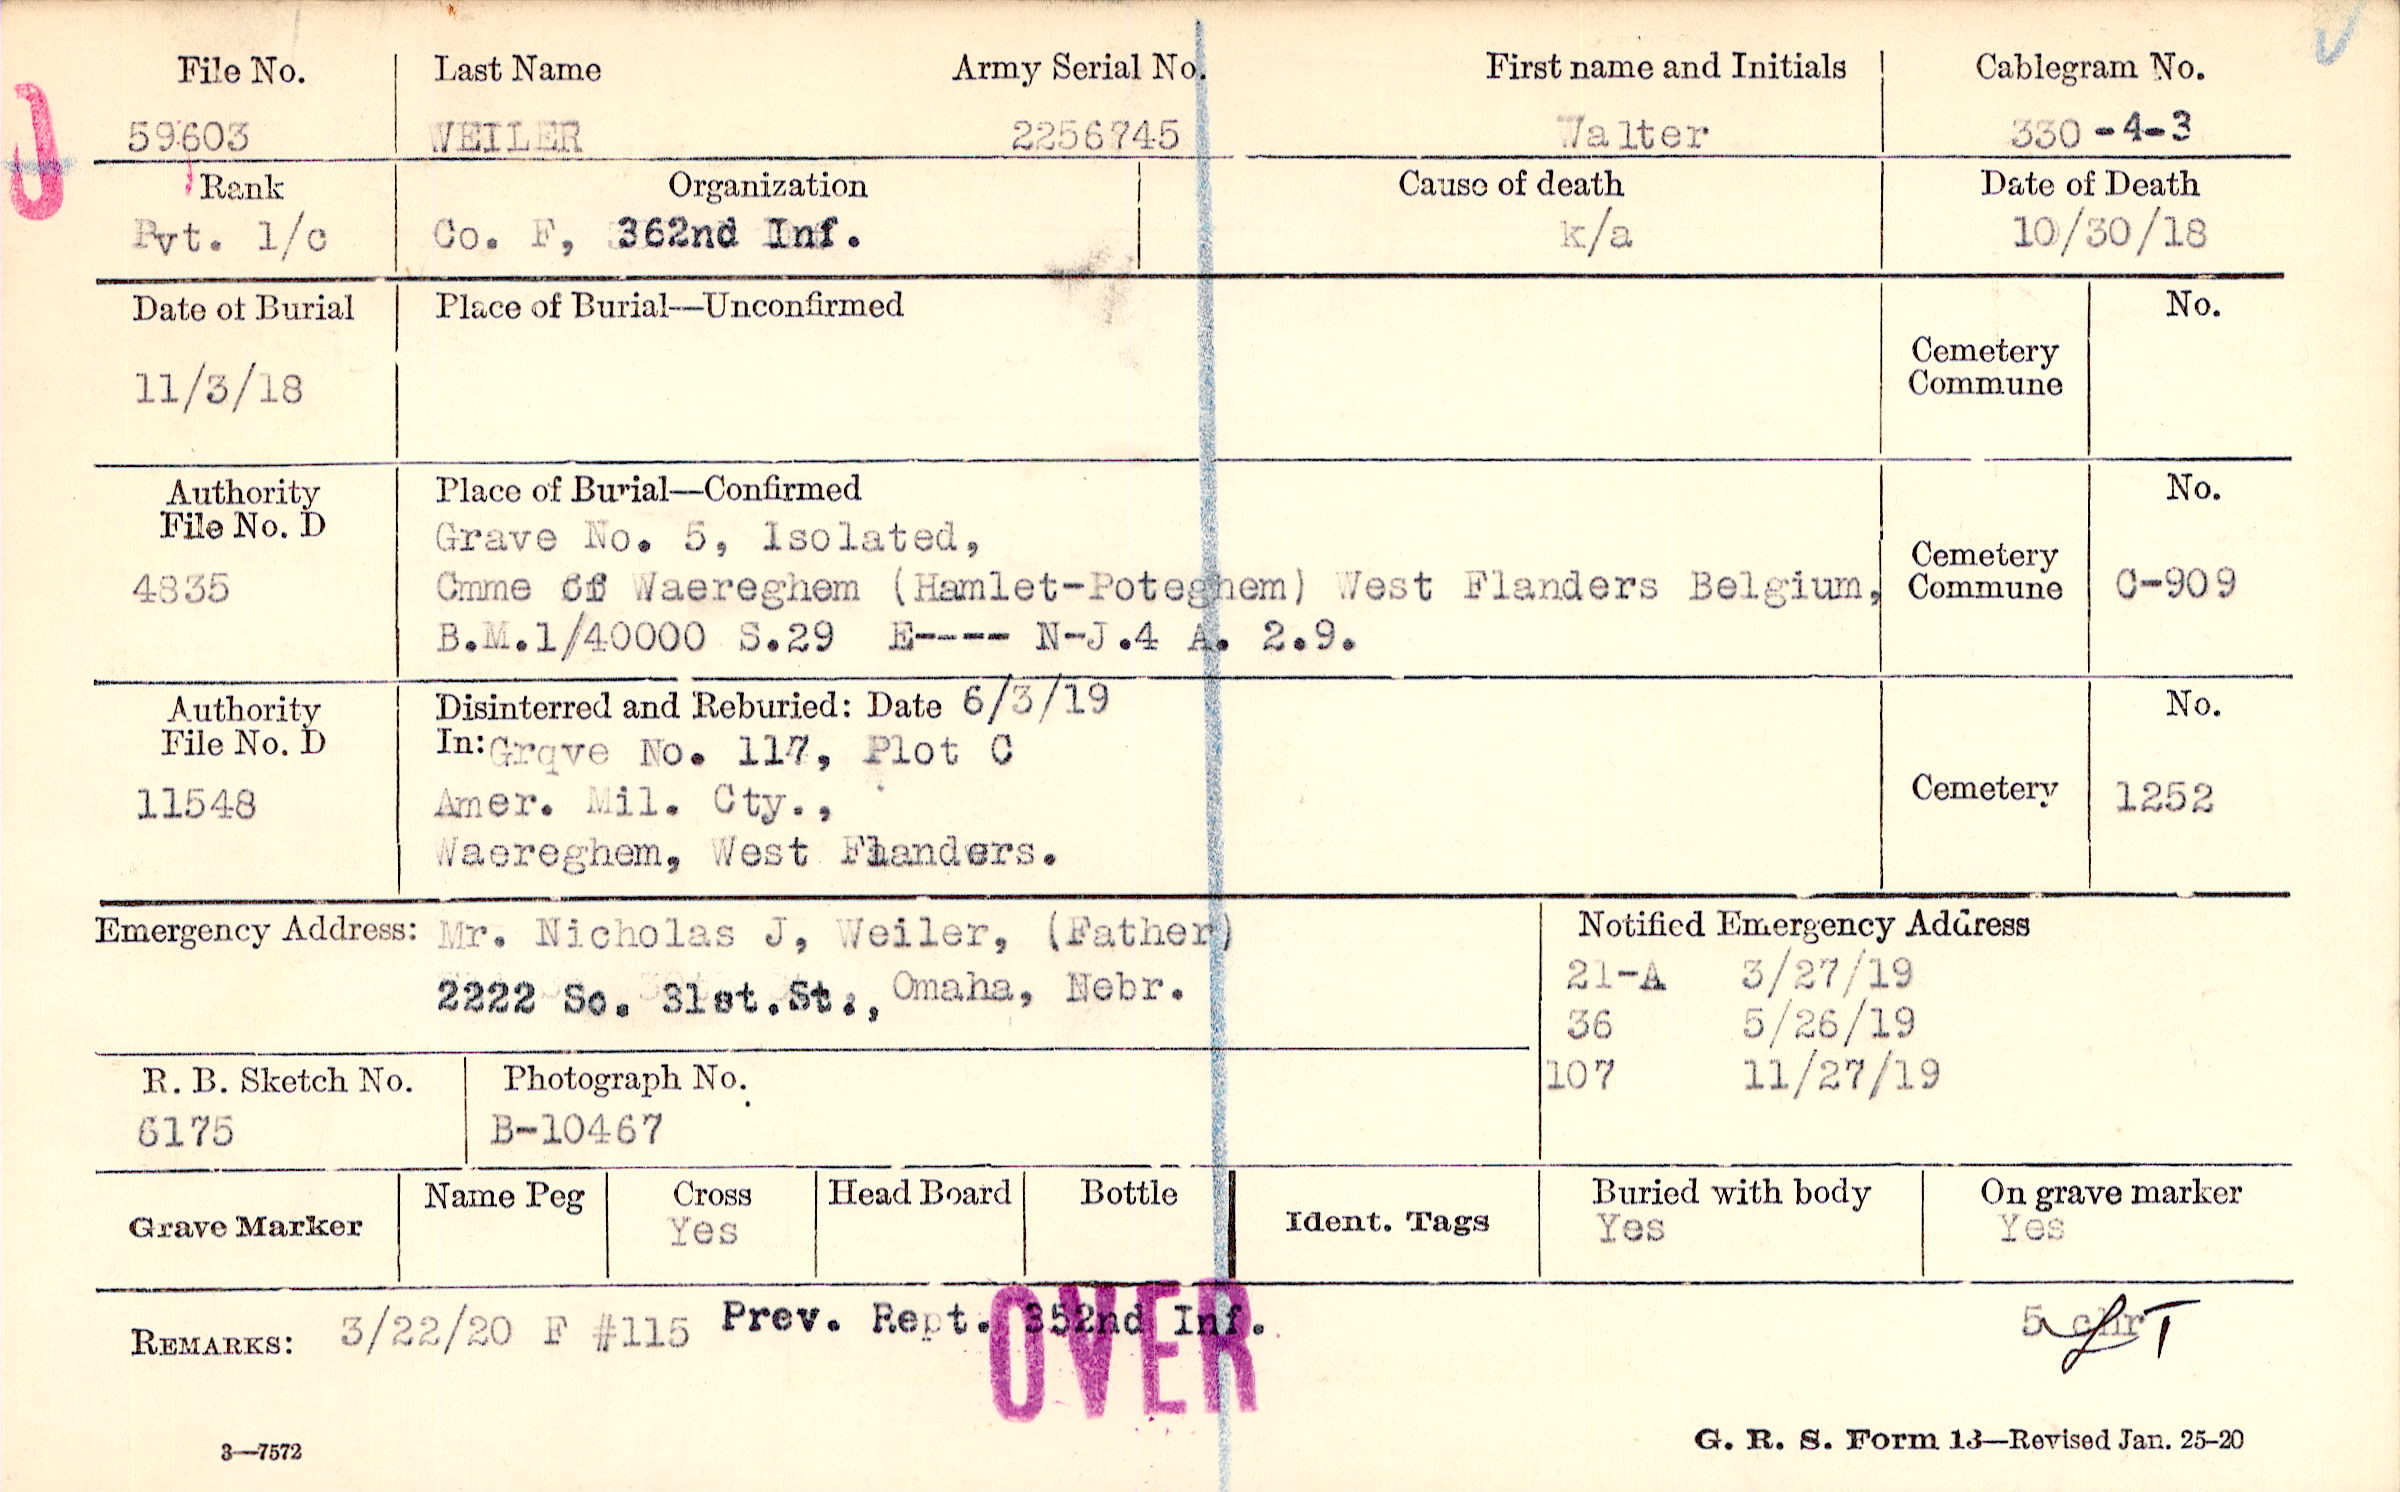 File No. Last Name Army Serial No. First name and Initials Cablegram No.
59603 WEILER 2256745 Walter 330-4-3
J
Rank Organization Cause of death Date of Death
Pvt. 1/c Co. F, 362nd Inf. k/a 10/30/18
Date of Burial Place of Burial—Unconfirmed No.
Cemetery
Commune
11/3/18
Authority Place of Burial—Confirmed No.
File No. D
Grave No. 5, Isolated,
4835 Cmme of Waereghem (Hamlet-Poteghem) West Flanders Belgium, Cemetery
Commune C-909
B.M.1/40000 S.29 E---- N-J.4 A. 2.9.
Authority Disinterred and Reburied: Date 6/3/19 No.
File No. D In: Grqve No. 117, Plot C
11548 Amer. Mil. Cty., Cemetery 1252
Waereghem, West Flanders.
Emergency Address: Mr. Nicholas J, Weiler, (Father) Notified Emergency Address
2222 So. 31st.St., Omaha, Nebr. 21-A 3/27/19
36 5/26/19
107 11/27/19
R. B. Sketch No. Photograph No.
6175 B-10467
Grave Marker Name Peg Cross Head Board Bottle Ident. Tags Buried with body On grave marker
Yes Yes Yes
REMARKS: 3/22/20 F #115 Prev. Rept. 352nd Inf.
OVER
3—7572 G. R. S. Form 13—Revised Jan. 25-20